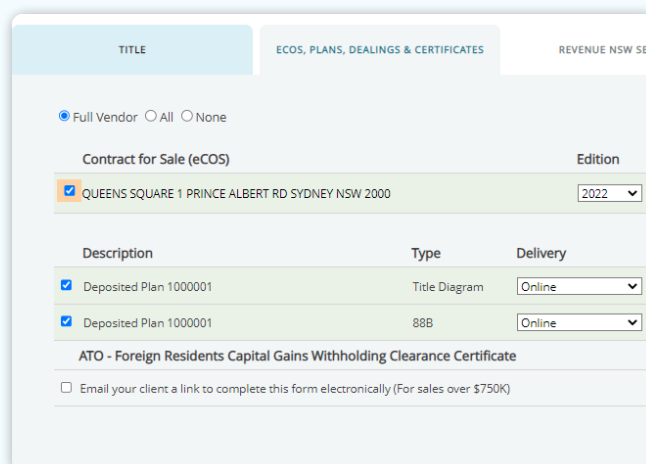 TITLE
ECOS, PLANS, DEALINGS & CERTIFICATES
REVENUE NSW
Full Vendor All None
Contract for Sale (eCOS) Edition
QUEENS SQUARE 1 PRINCE ALBERT RD SYDNEY NSW 2000 2022
Description Type Delivery
Deposited Plan 1000001 Title Diagram Online
Deposited Plan 1000001 88B Online
ATO - Foreign Residents Capital Gains Withholding Clearance Certificate
Email your client a link to complete this form electronically (For sales over $750K)